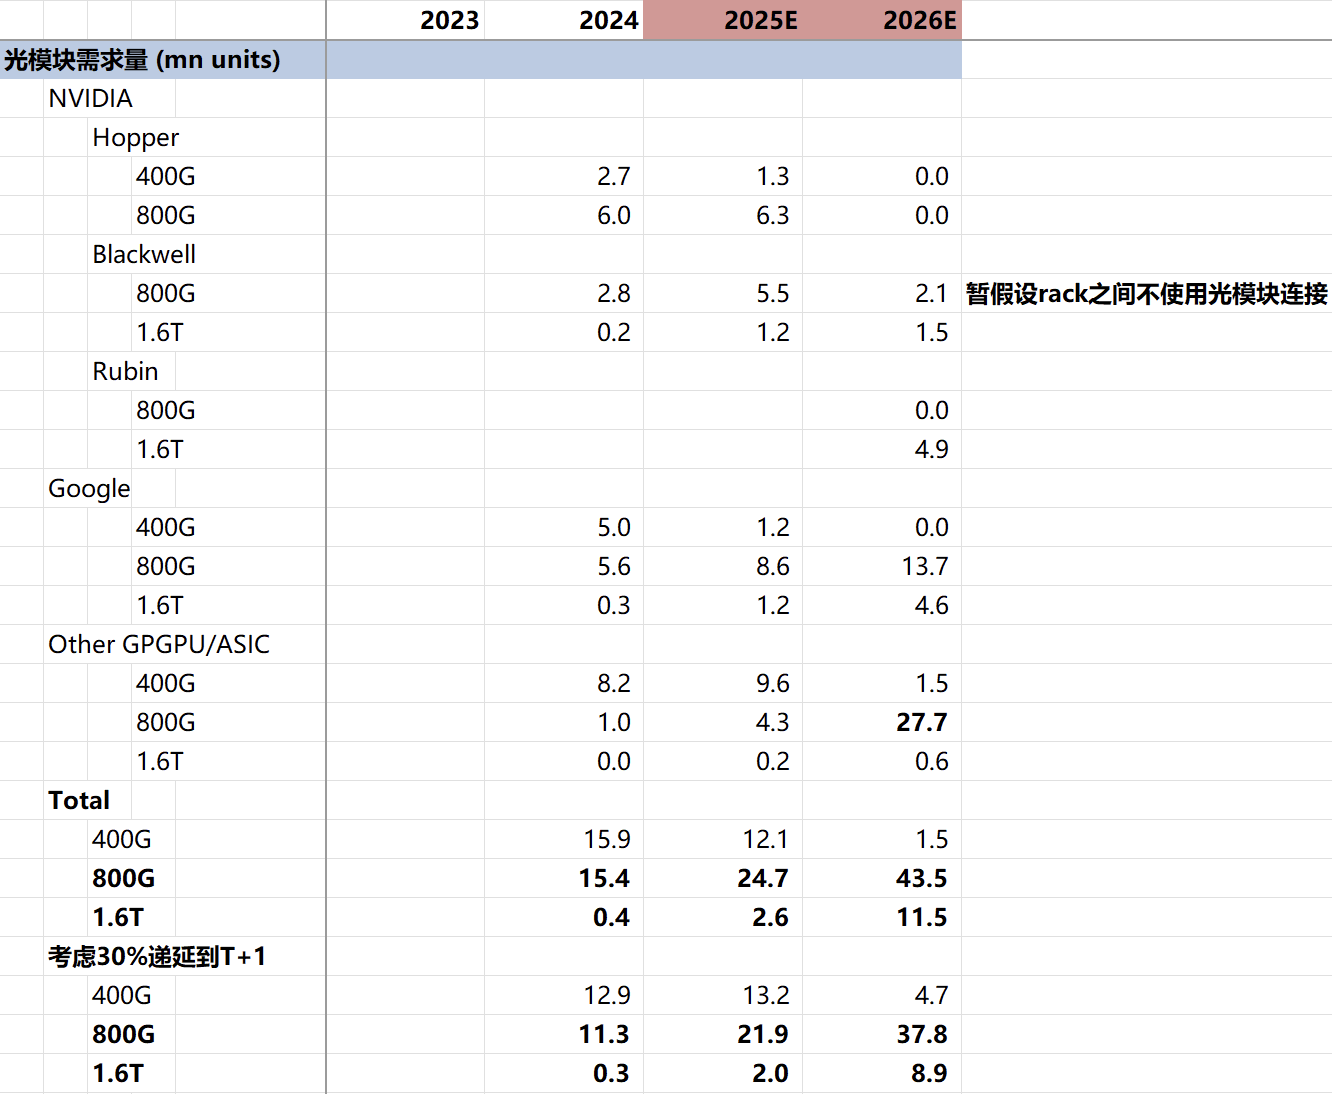 2023 2024 2025E 2026E
光模块需求量 (mn units)
NVIDIA
Hopper
400G 2.7 1.3 0.0
800G 6.0 6.3 0.0
Blackwell
800G 2.8 5.5 2.1 暂假设rack之间不使用光模块连接
1.6T 0.2 1.2 1.5
Rubin
800G 0.0
1.6T 4.9
Google
400G 5.0 1.2 0.0
800G 5.6 8.6 13.7
1.6T 0.3 1.2 4.6
Other GPGPU/ASIC
400G 8.2 9.6 1.5
800G 1.0 4.3 27.7
1.6T 0.0 0.2 0.6
Total
400G 15.9 12.1 1.5
800G 15.4 24.7 43.5
1.6T 0.4 2.6 11.5
考虑30%递延到T+1
400G 12.9 13.2 4.7
800G 11.3 21.9 37.8
1.6T 0.3 2.0 8.9